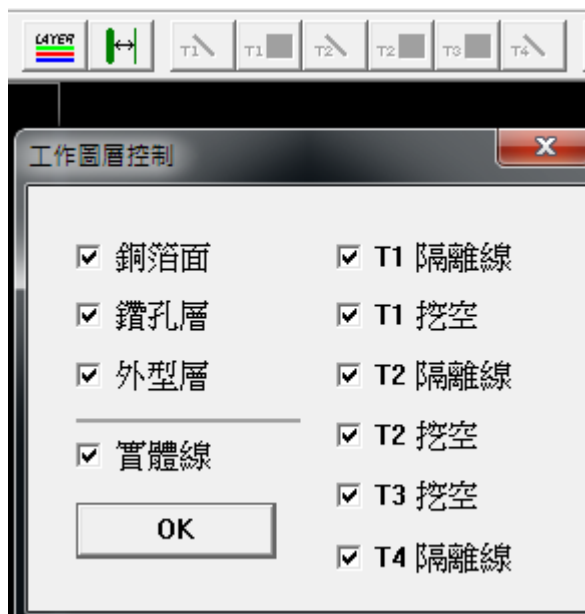 LAYER
T1 T1 T2 T2 T3 T4
工作圖層控制
銅箔面
鑽孔層
外型層
實體線
OK
T1 隔離線
T1 挖空
T2 隔離線
T2 挖空
T3 挖空
T4 隔離線